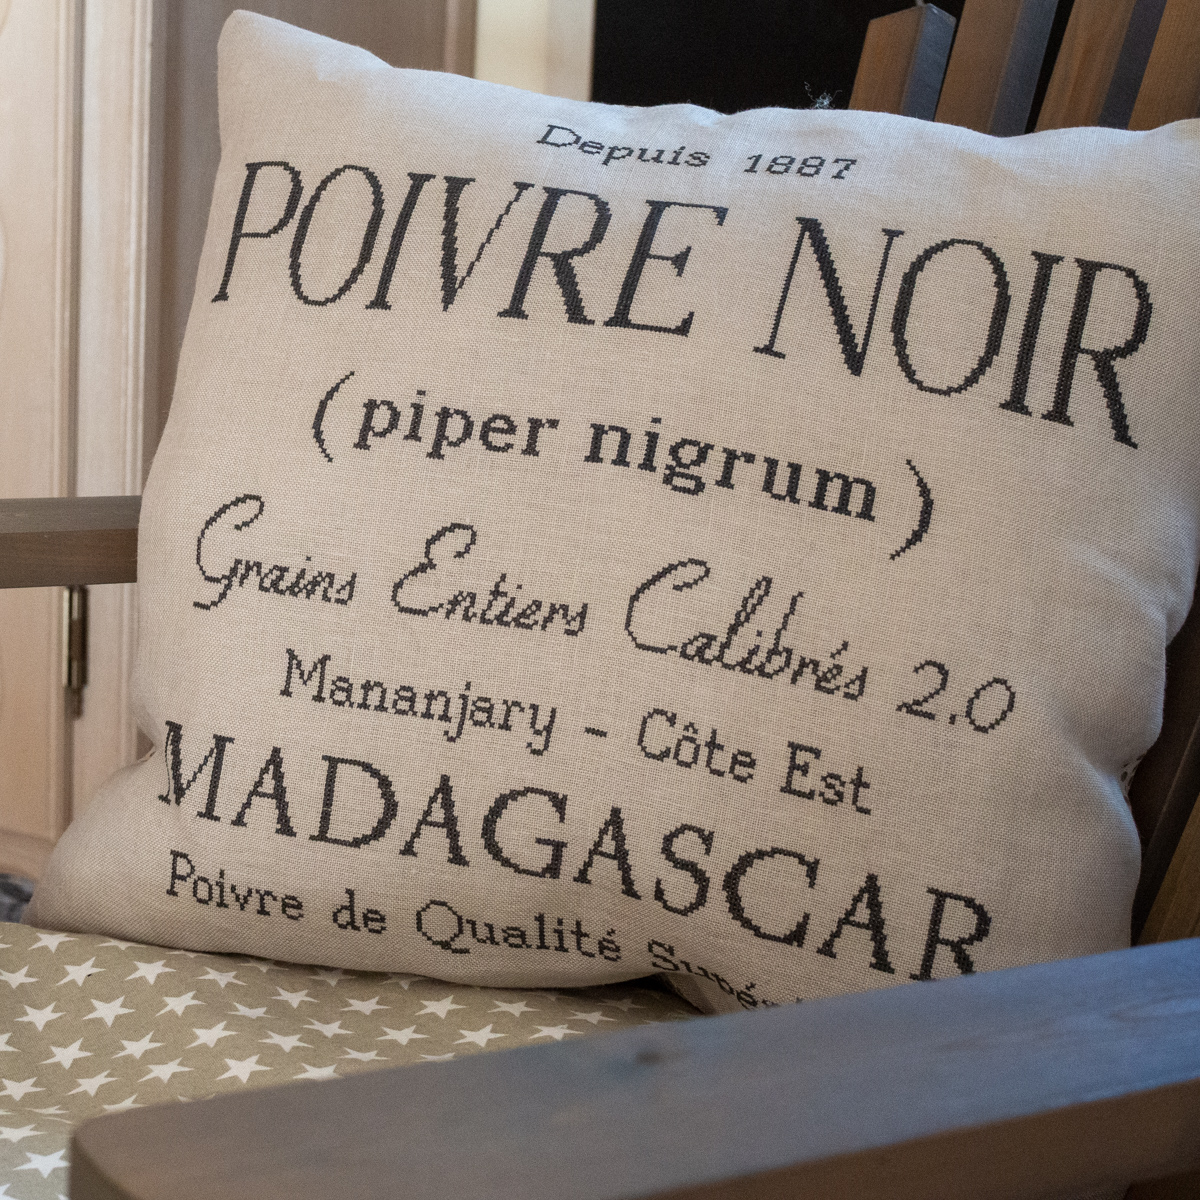 Depuis 1887
POIVRE NOIR
(piper nigrum)
Grains Entiers Calibrés 2.0
Mananjary - Côte Est
MADAGASCAR
Poivre de Qualité